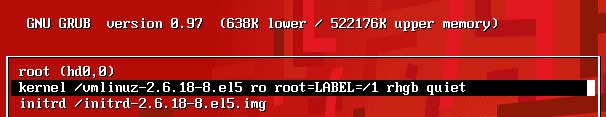 GNU GRUB  version 0.97  (638K lower / 522176K upper memory)
root (hd0,0)
kernel /vmlinuz-2.6.18-8.el5 ro root=LABEL=/1 rhgb quiet
initrd /initrd-2.6.18-8.el5.img